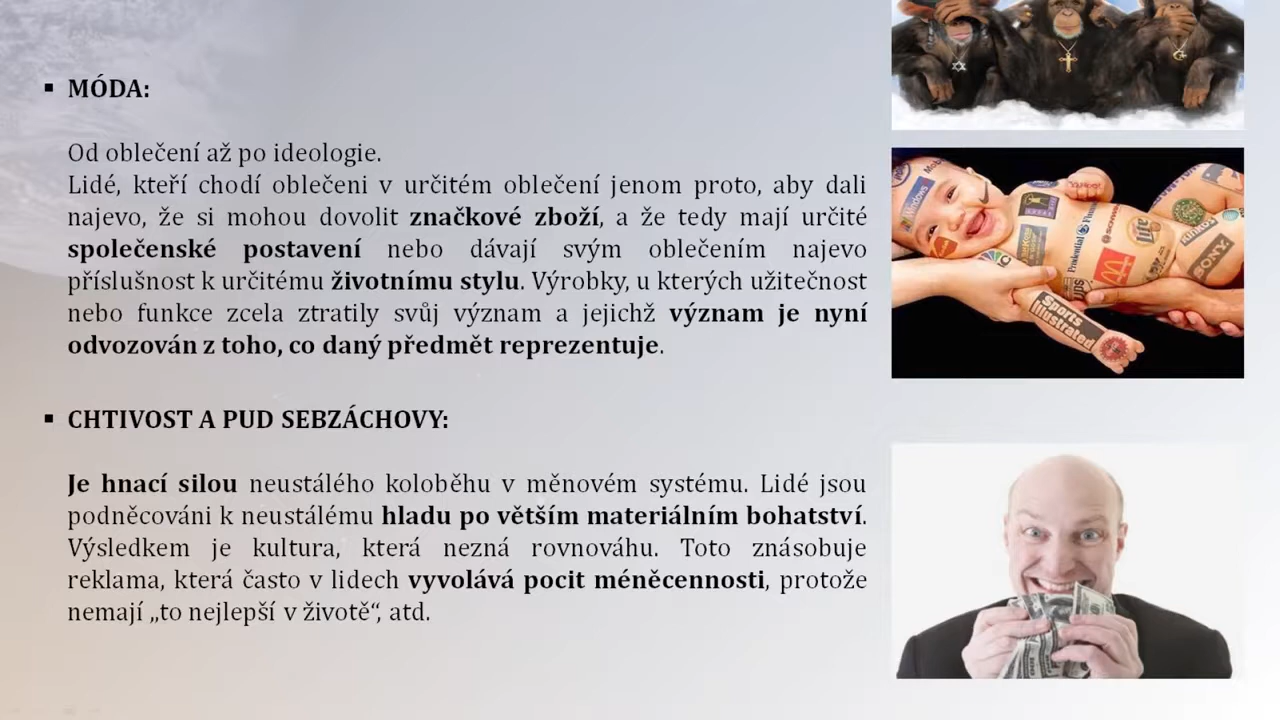 ▪ MÓDA:
Od oblečení až po ideologie.
Lidé, kteří chodí oblečeni v určitém oblečení jenom proto, aby dali
najevo, že si mohou dovolit značkové zboží, a že tedy mají určité
společenské postavení nebo dávají svým oblečením najevo
příslušnost k určitému životnímu stylu. Výrobky, u kterých užitečnost
nebo funkce zcela ztratily svůj význam a jejichž význam je nyní
odvozován z toho, co daný předmět reprezentuje.
▪ CHTIVOST A PUD SEBZÁCHOVY:
Je hnací silou neustálého koloběhu v měnovém systému. Lidé jsou
podněcováni k neustálému hladu po větším materiálním bohatství.
Výsledkem je kultura, která nezná rovnováhu. Toto znásobuje
reklama, která často v lidech vyvolává pocit méněcennosti, protože
nemají „to nejlepší v životě“, atd.
Windows
Prudential
Lite
SONY
Sports
Illustrated